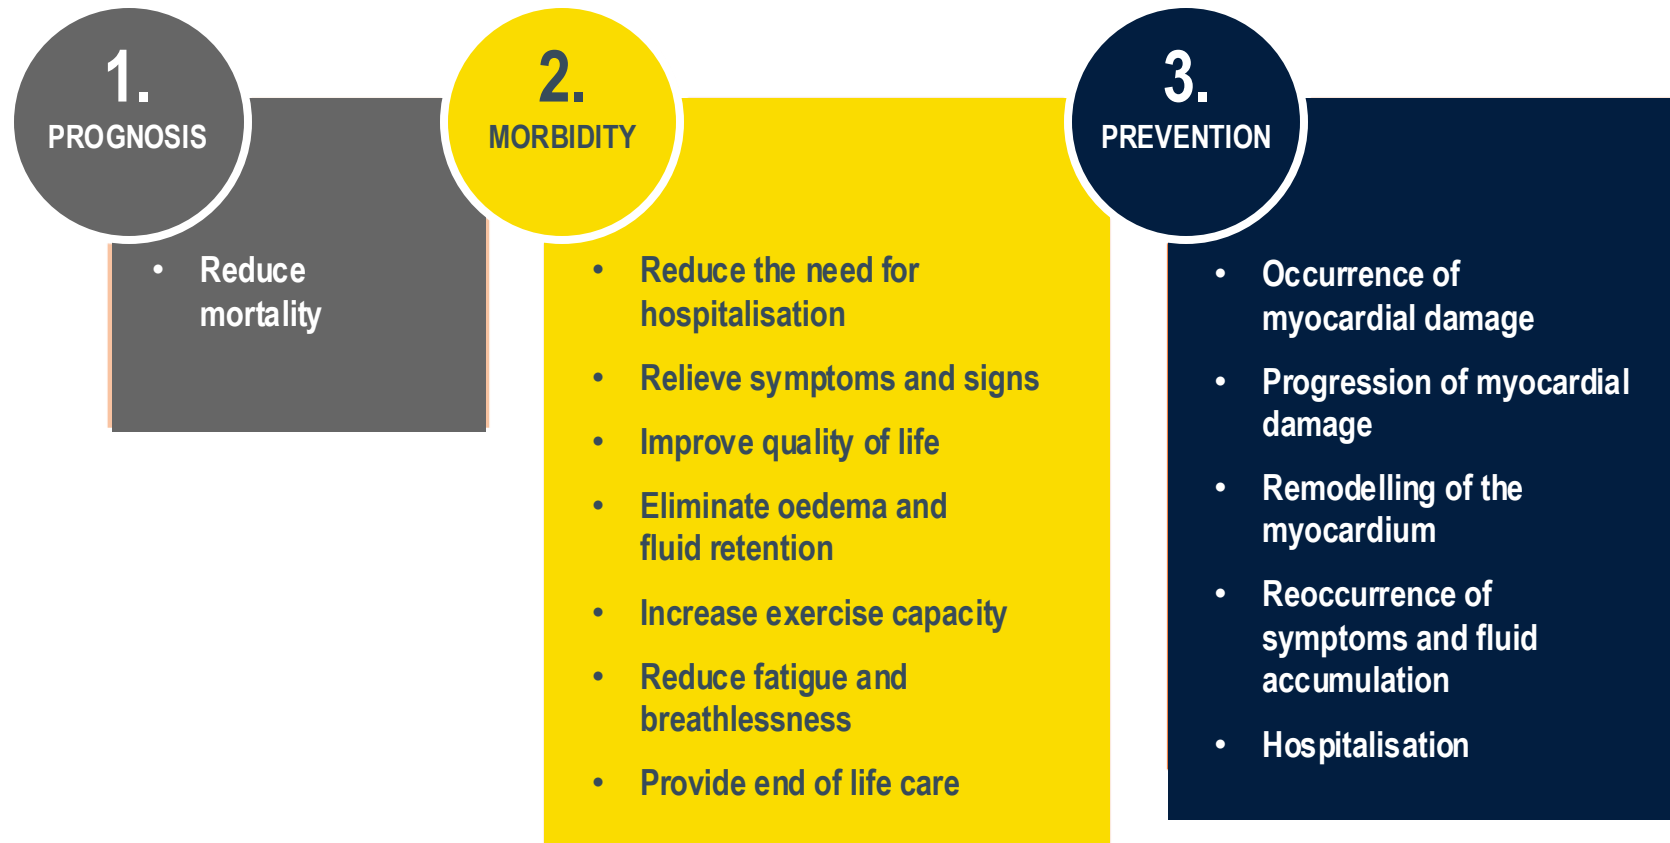 1.
PROGNOSIS
• Reduce
mortality
2.
MORBIDITY
• Reduce the need for
hospitalisation
• Relieve symptoms and signs
• Improve quality of life
• Eliminate oedema and
fluid retention
• Increase exercise capacity
• Reduce fatigue and
breathlessness
• Provide end of life care
3.
PREVENTION
• Occurrence of
myocardial damage
• Progression of myocardial
damage
• Remodelling of the
myocardium
• Reoccurrence of
symptoms and fluid
accumulation
• Hospitalisation